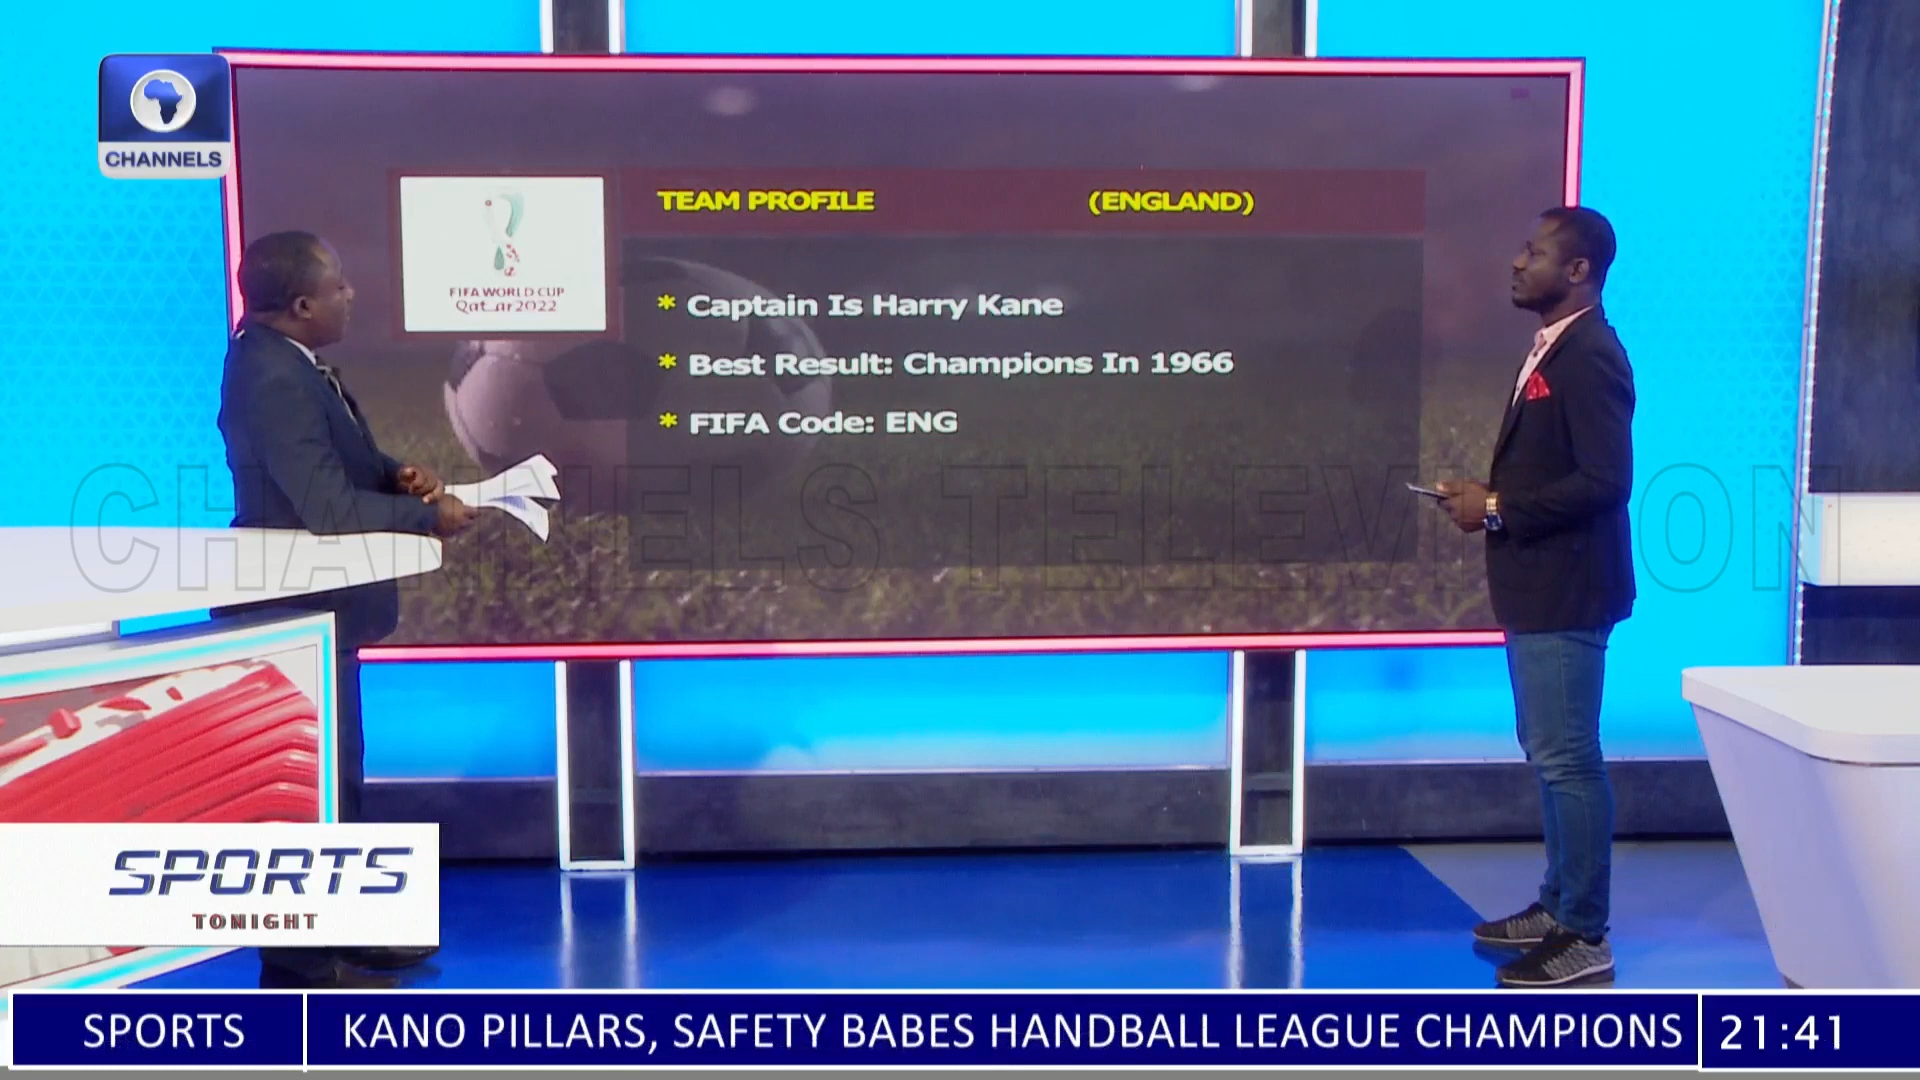 CHANNELS
TEAM PROFILE (ENGLAND)
FIFA WORLD CUP
Qatar2022
* Captain Is Harry Kane
* Best Result: Champions In 1966
* FIFA Code: ENG
CHANNELS TELEVISION
SPORTS
TONIGHT
SPORTS KANO PILLARS, SAFETY BABES HANDBALL LEAGUE CHAMPIONS 21:41